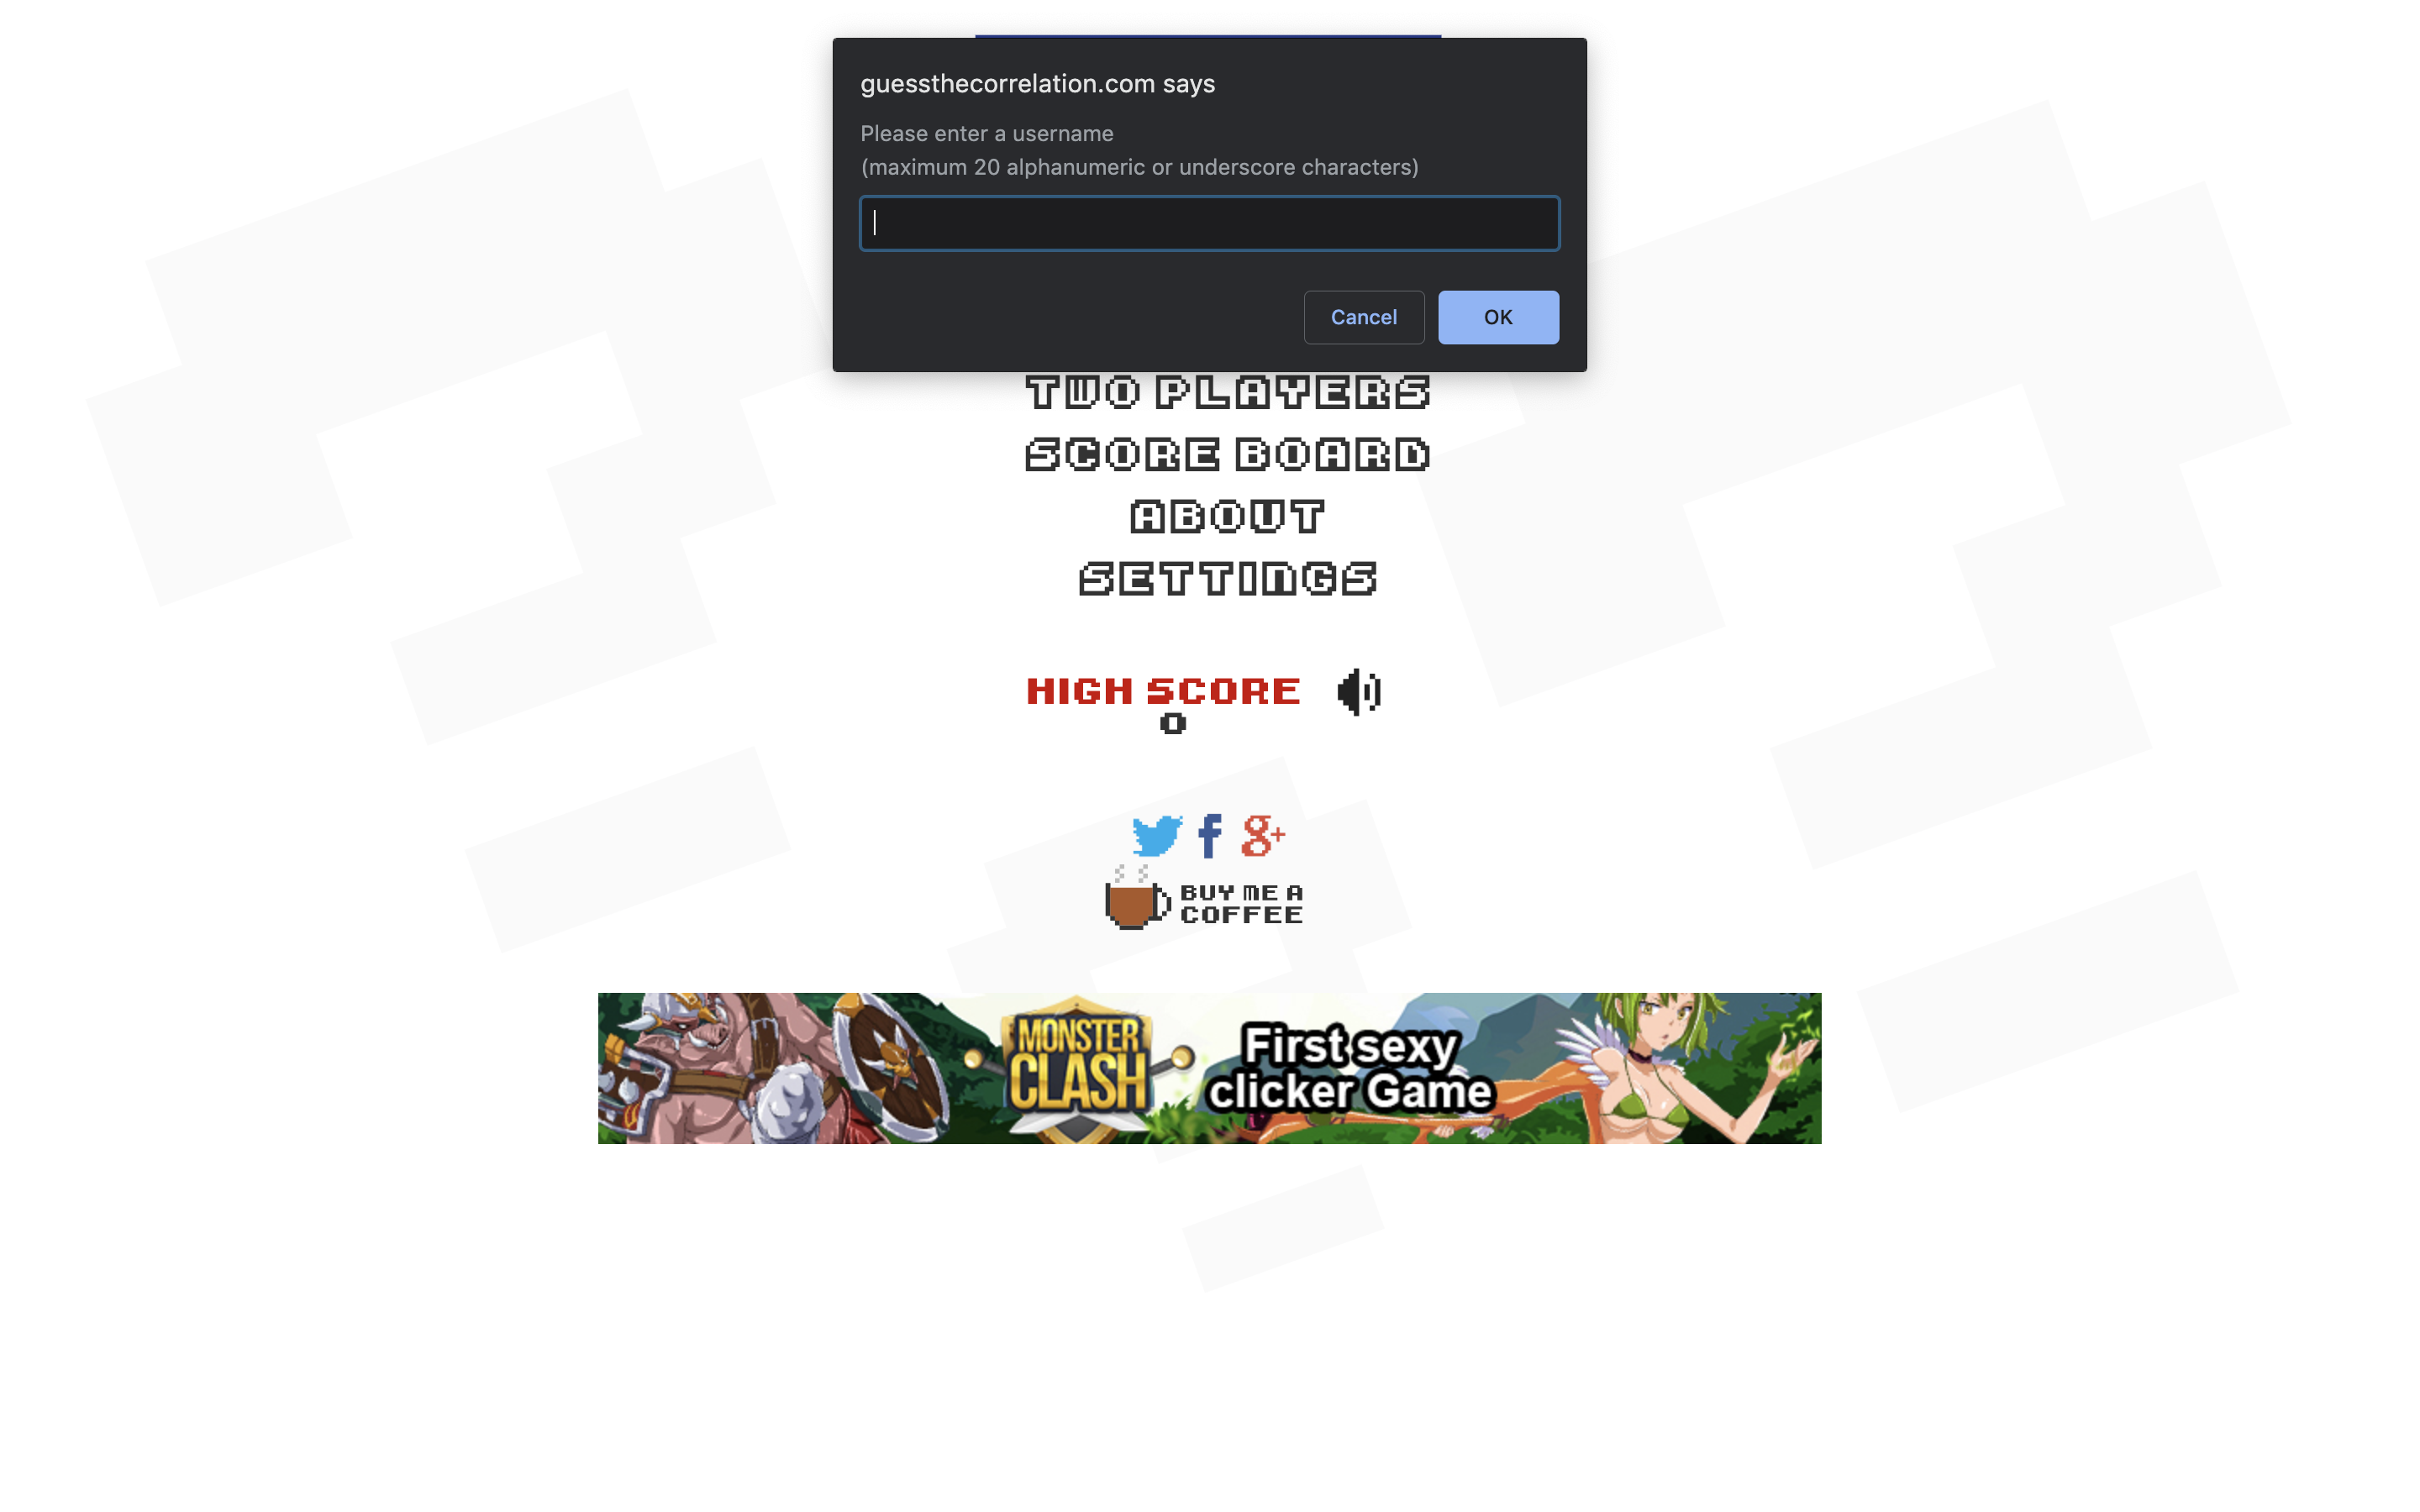 guessthecorrelation.com says
Please enter a username
(maximum 20 alphanumeric or underscore characters)
Cancel
OK
TWO PLAYERS
SCORE BOARD
ABOUT
SETTINGS
HIGH SCORE
0
f
g+
BUY ME A
COFFEE
MONSTER
CLASH
First sexy
clicker Game